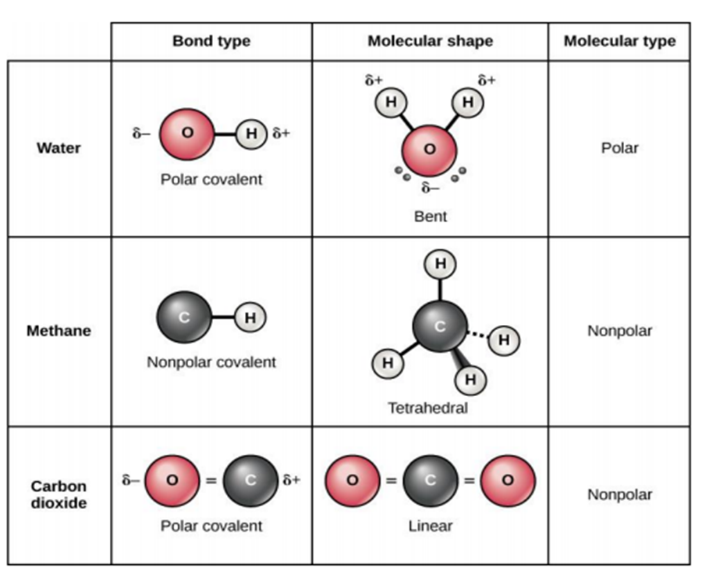 Bond type
Molecular shape
Molecular type
Water
δ–
O
H
δ+
Polar covalent
δ+
δ+
H
H
O
δ–
Bent
Polar
Methane
C
H
Nonpolar covalent
H
C
H
H
H
Tetrahedral
Nonpolar
Carbon
dioxide
δ–
O
=
C
δ+
Polar covalent
O
=
C
=
O
Linear
Nonpolar